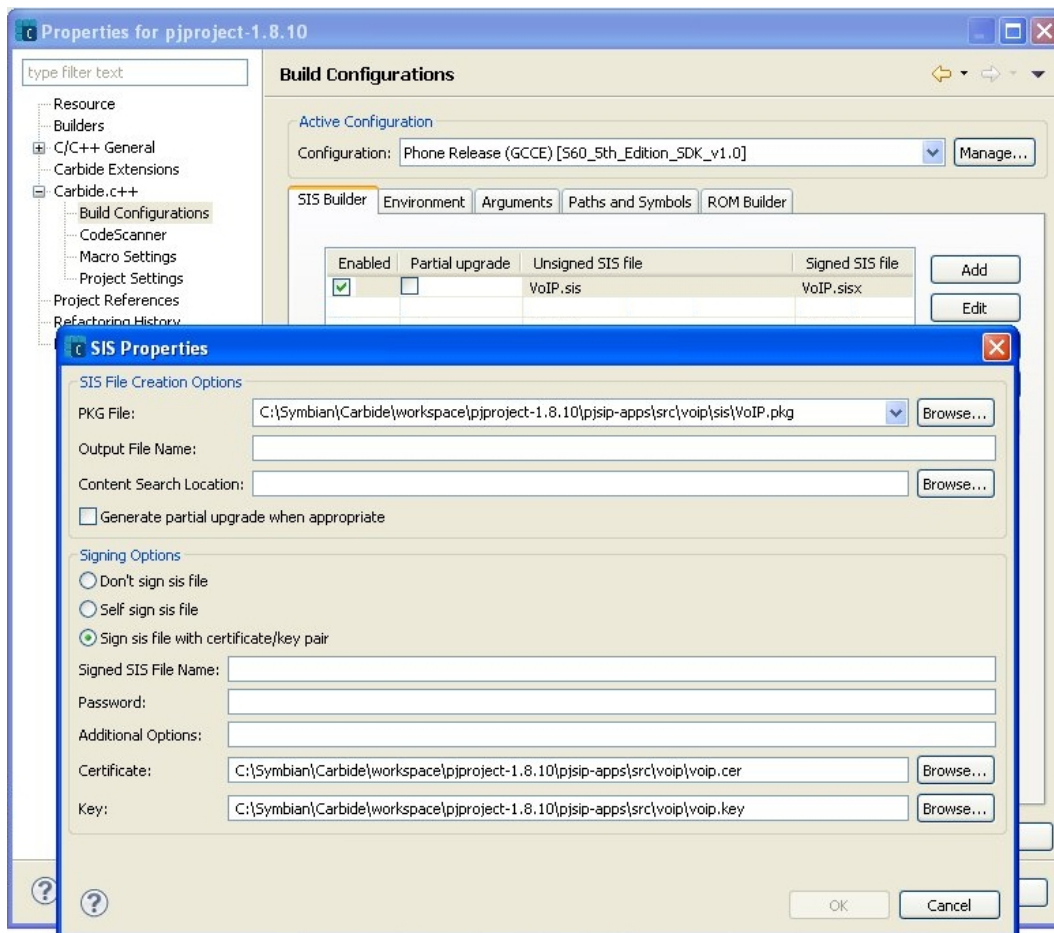 Properties for pjproject-1.8.10
type filter text
Resource
Builders
C/C++ General
Carbide Extensions
Carbide.c++
Build Configurations
CodeScanner
Macro Settings
Project Settings
Project References
Refactoring History
Build Configurations
Active Configuration
Configuration: Phone Release (GCCE) [S60_5th_Edition_SDK_v1.0] Manage...
SIS Builder Environment Arguments Paths and Symbols ROM Builder
Enabled Partial upgrade Unsigned SIS file Signed SIS file
VoIP.sis VoIP.sisx
Add
Edit
SIS Properties
SIS File Creation Options
PKG File: C:\Symbian\Carbide\workspace\pjproject-1.8.10\pjsip-apps\src\voip\sis\VoIP.pkg Browse...
Output File Name:
Content Search Location: Browse...
Generate partial upgrade when appropriate
Signing Options
Don't sign sis file
Self sign sis file
Sign sis file with certificate/key pair
Signed SIS File Name:
Password:
Additional Options:
Certificate: C:\Symbian\Carbide\workspace\pjproject-1.8.10\pjsip-apps\src\voip\voip.cer Browse...
Key: C:\Symbian\Carbide\workspace\pjproject-1.8.10\pjsip-apps\src\voip\voip.key Browse...
OK Cancel